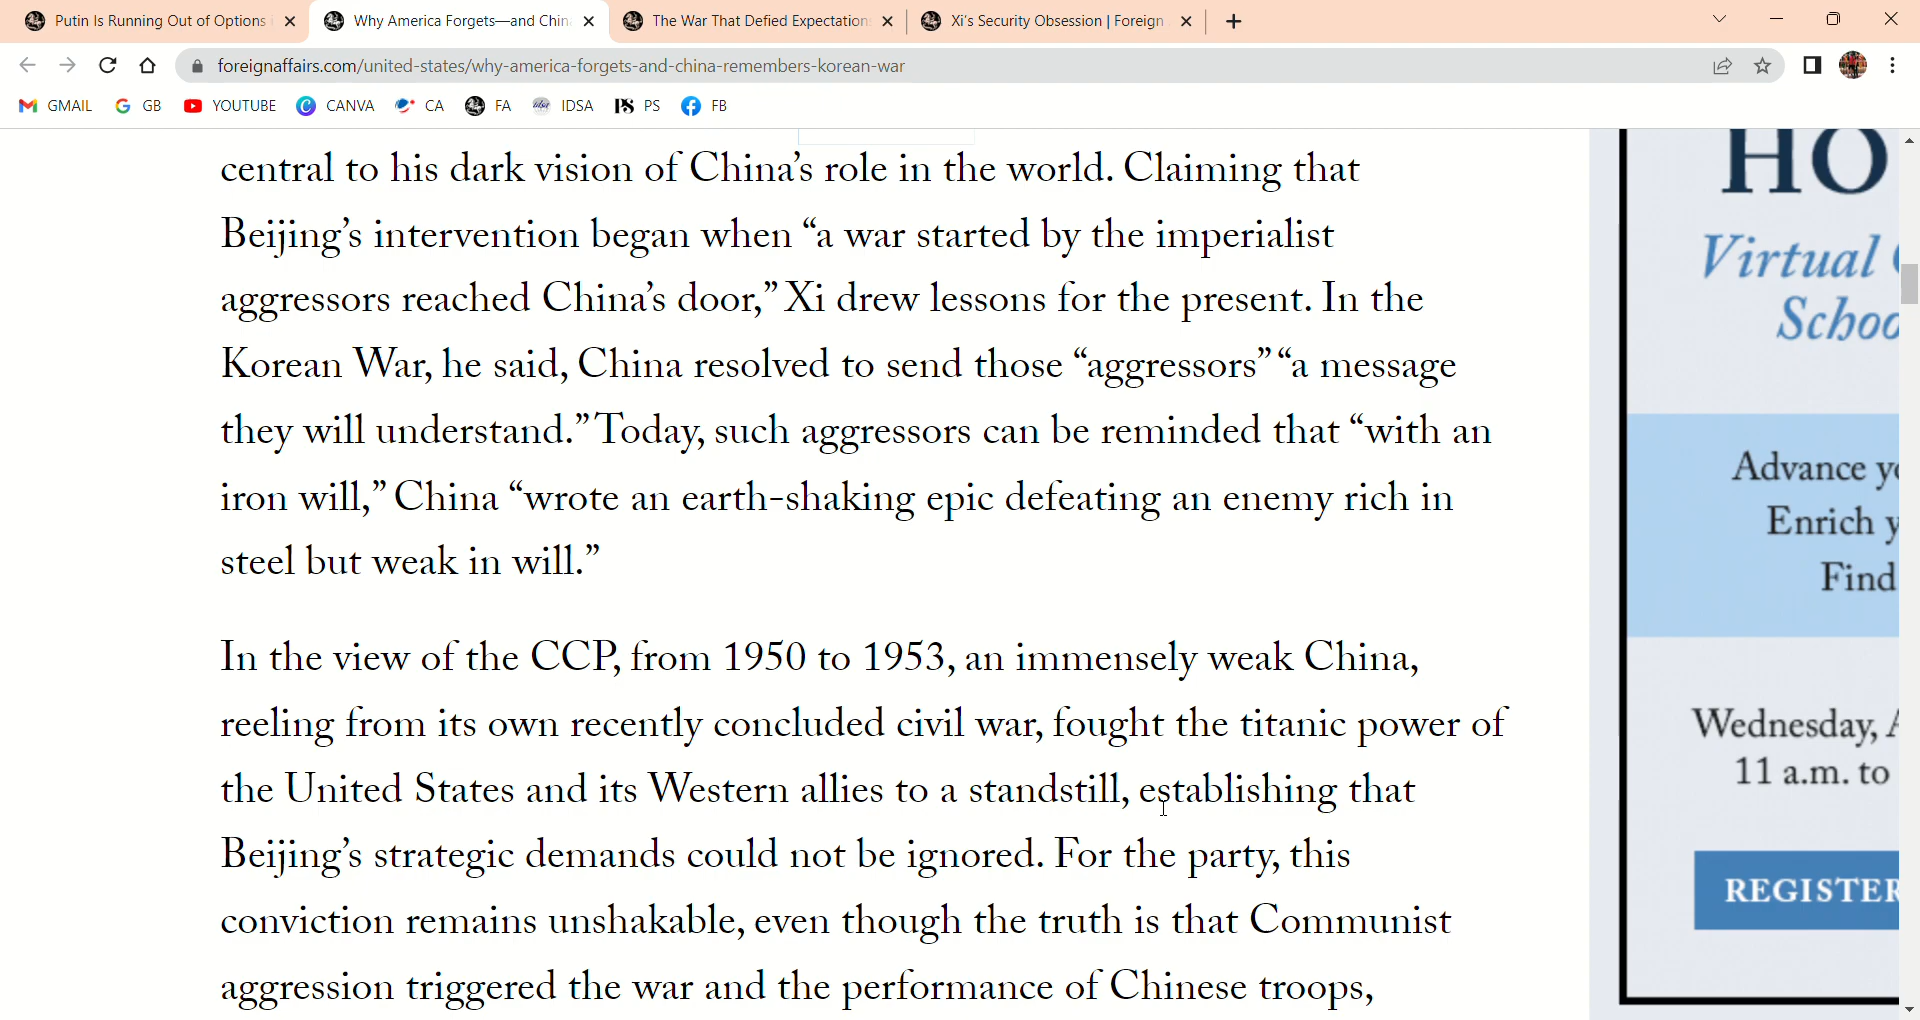 Putin Is Running Out of Options
Why America Forgets—and Chin
The War That Defied Expectation
Xi's Security Obsession | Foreign
foreignaffairs.com/united-states/why-america-forgets-and-china-remembers-korean-war
GMAIL GB YOUTUBE CANVA CA FA IDSA PS PS FB
central to his dark vision of China’s role in the world. Claiming that
Beijing’s intervention began when “a war started by the imperialist
aggressors reached China’s door,” Xi drew lessons for the present. In the
Korean War, he said, China resolved to send those “aggressors” “a message
they will understand.” Today, such aggressors can be reminded that “with an
iron will,” China “wrote an earth-shaking epic defeating an enemy rich in
steel but weak in will.”
In the view of the CCP, from 1950 to 1953, an immensely weak China,
reeling from its own recently concluded civil war, fought the titanic power of
the United States and its Western allies to a standstill, establishing that
Beijing’s strategic demands could not be ignored. For the party, this
conviction remains unshakable, even though the truth is that Communist
aggression triggered the war and the performance of Chinese troops,
HO
Virtual
Schoo
Advance yo
Enrich y
Find
Wednesday, A
11 a.m. to
REGISTER